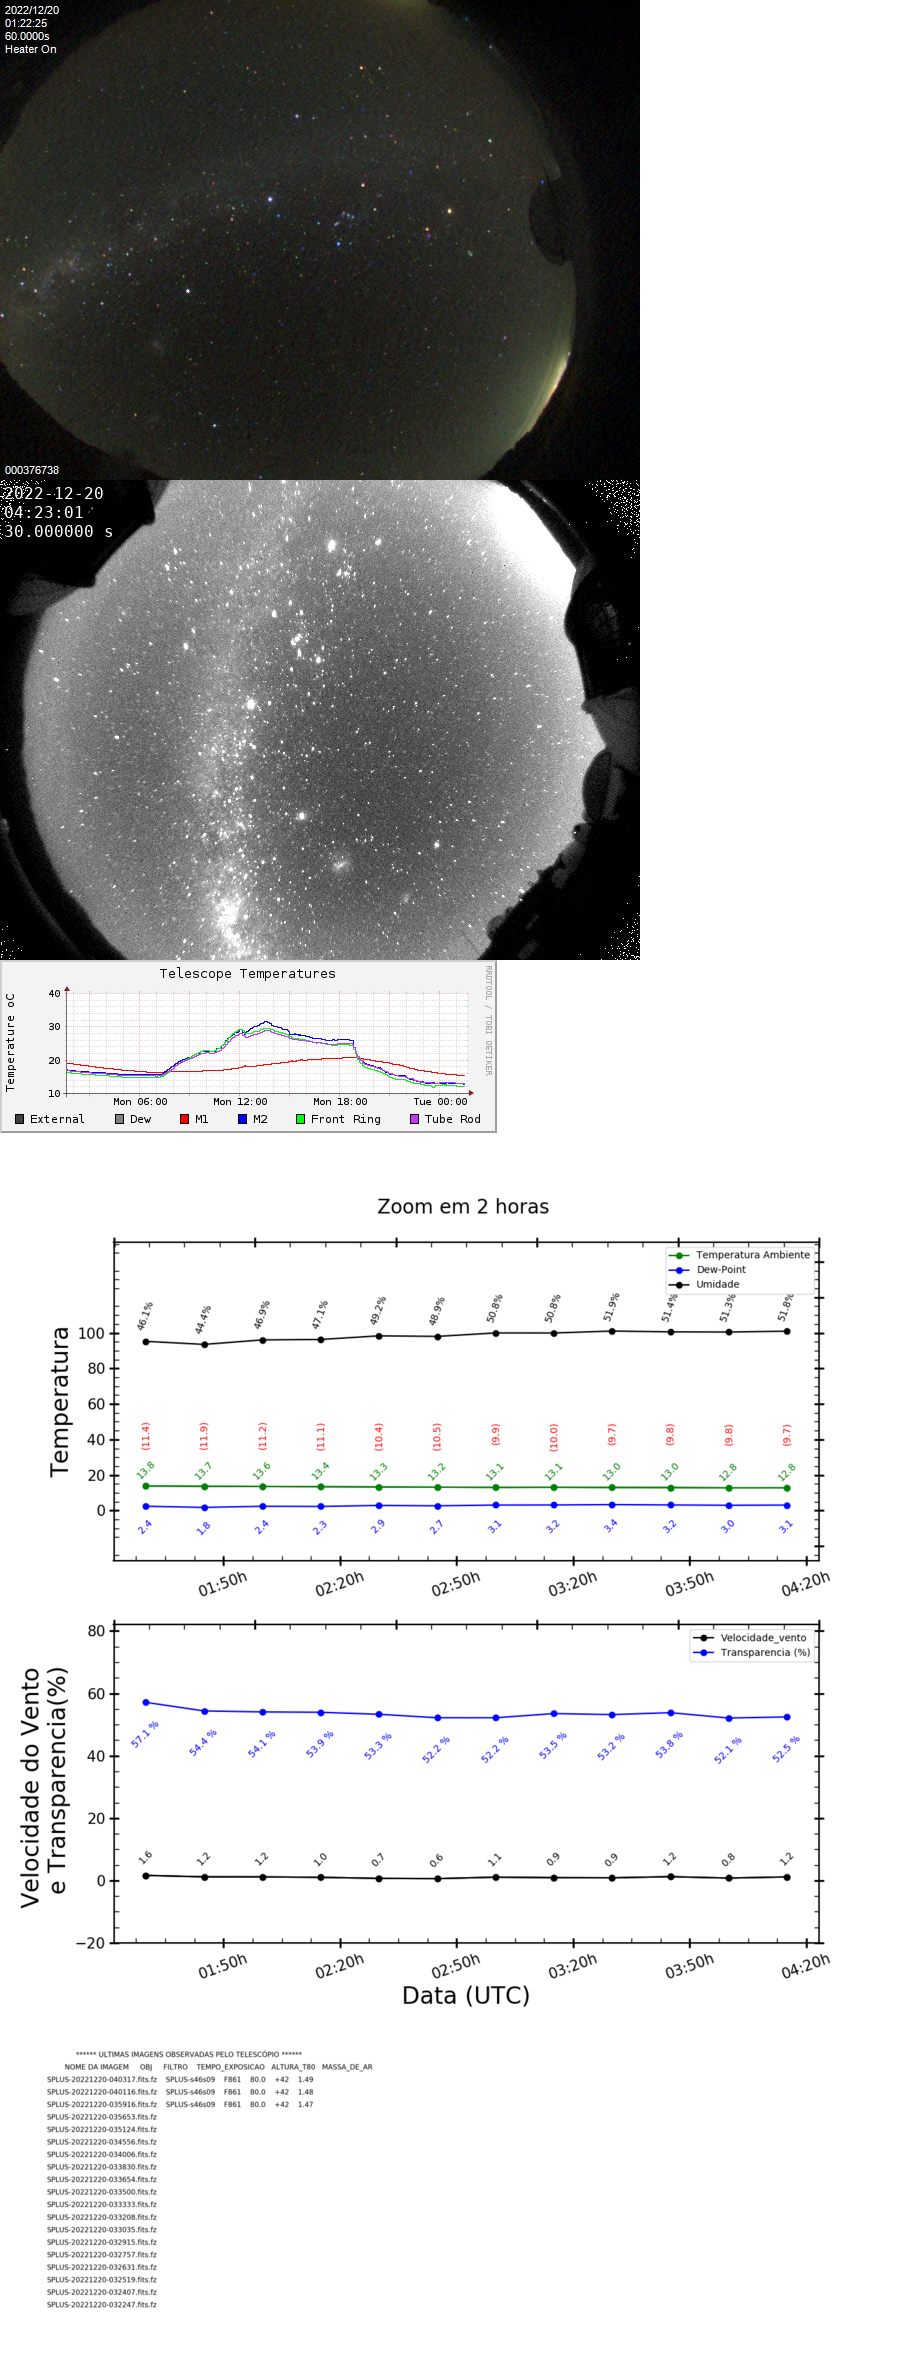 2022/12/20
01:22:25
60.0000s
Heater On
000376738
2022-12-20
04:23:01
30.000000 s
Telescope Temperatures
RRDTOOL / TOBI OETIKER
Temperature oC
40
30
20
10
Mon 06:00 Mon 12:00 Mon 18:00 Tue 00:00
External Dew M1 M2 Front Ring Tube Rod
Zoom em 2 horas
Temperatura Ambiente
Dew-Point
Umidade
46.1% 44.4% 46.9% 47.1% 49.2% 48.9% 50.8% 50.8% 51.9% 51.4% 51.3% 51.8%
Temperatura
100
80
60
40
20
0
(11.4) (11.9) (11.2) (11.1) (10.4) (10.5) (9.9) (10.0) (9.7) (9.8) (9.8) (9.7)
13.8 13.7 13.6 13.4 13.3 13.2 13.1 13.1 13.0 13.0 12.8 12.8
2.4 1.8 2.4 2.3 2.9 2.7 3.1 3.2 3.4 3.2 3.0 3.1
01:50h 02:20h 02:50h 03:20h 03:50h 04:20h
Velocidade_vento
Transparencia (%)
Velocidade do Vento
e Transparencia(%)
80
60
40
20
0
−20
57.1 % 54.4 % 54.1 % 53.9 % 53.3 % 52.2 % 52.2 % 53.5 % 53.2 % 53.8 % 52.1 % 52.5 %
1.6 1.2 1.2 1.0 0.7 0.6 1.1 0.9 0.9 1.2 0.8 1.2
01:50h 02:20h 02:50h 03:20h 03:50h 04:20h
Data (UTC)
****** ULTIMAS IMAGENS OBSERVADAS PELO TELESCÓPIO ******
NOME DA IMAGEM OBJ FILTRO TEMPO_EXPOSICAO ALTURA_T80 MASSA_DE_AR
SPLUS-20221220-040317.fits.fz SPLUS-s46s09 F861 80.0 +42 1.49
SPLUS-20221220-040116.fits.fz SPLUS-s46s09 F861 80.0 +42 1.48
SPLUS-20221220-035916.fits.fz SPLUS-s46s09 F861 80.0 +42 1.47
SPLUS-20221220-035653.fits.fz
SPLUS-20221220-035124.fits.fz
SPLUS-20221220-034556.fits.fz
SPLUS-20221220-034006.fits.fz
SPLUS-20221220-033830.fits.fz
SPLUS-20221220-033654.fits.fz
SPLUS-20221220-033500.fits.fz
SPLUS-20221220-033333.fits.fz
SPLUS-20221220-033208.fits.fz
SPLUS-20221220-033035.fits.fz
SPLUS-20221220-032915.fits.fz
SPLUS-20221220-032757.fits.fz
SPLUS-20221220-032631.fits.fz
SPLUS-20221220-032519.fits.fz
SPLUS-20221220-032407.fits.fz
SPLUS-20221220-032247.fits.fz